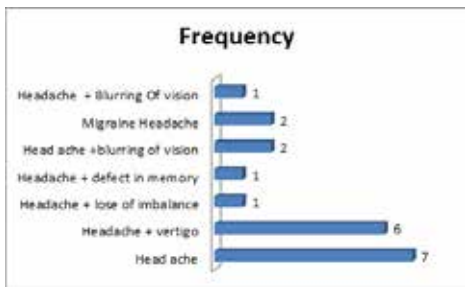 Frequency
Headache + Blurring Of vision 1
Migraine Headache 2
Head ache +blurring of vision 2
Headache + defect in memory 1
Headache + lose of imbalance 1
Headache + vertigo 6
Head ache 7